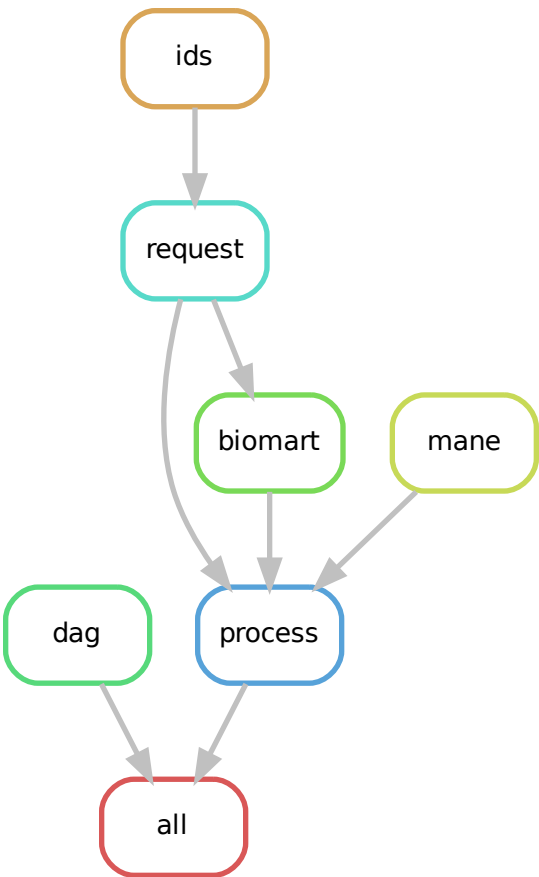 ids
request
biomart
mane
dag
process
all